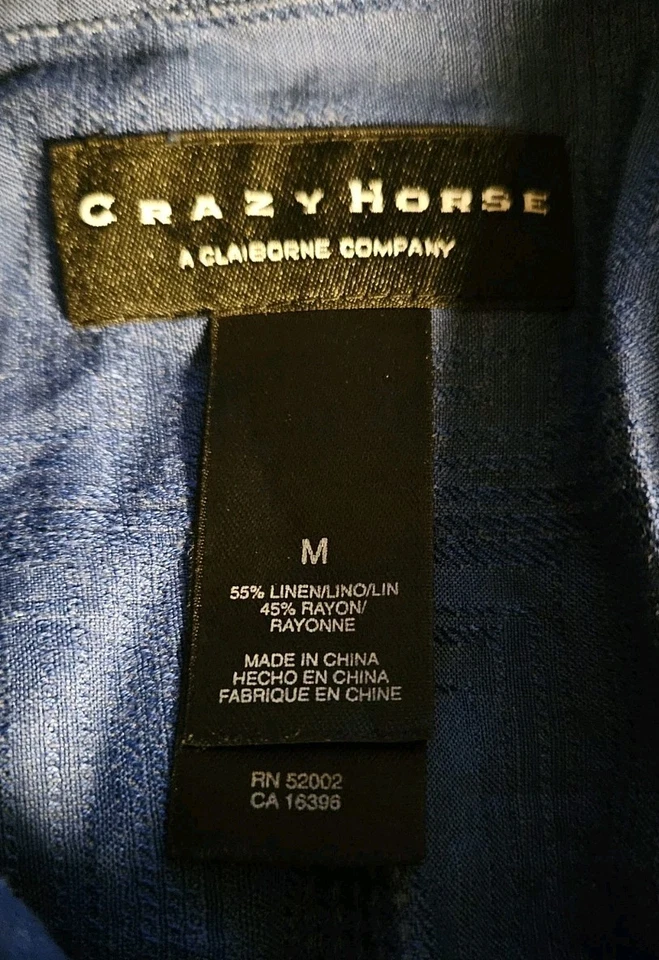 CRAZY HORSE
A CLAIBORNE COMPANY
M
55% LINEN/LINO/LIN
45% RAYON/
RAYONNE
MADE IN CHINA
HECHO EN CHINA
FABRIQUE EN CHINE
RN 52002
CA 16396